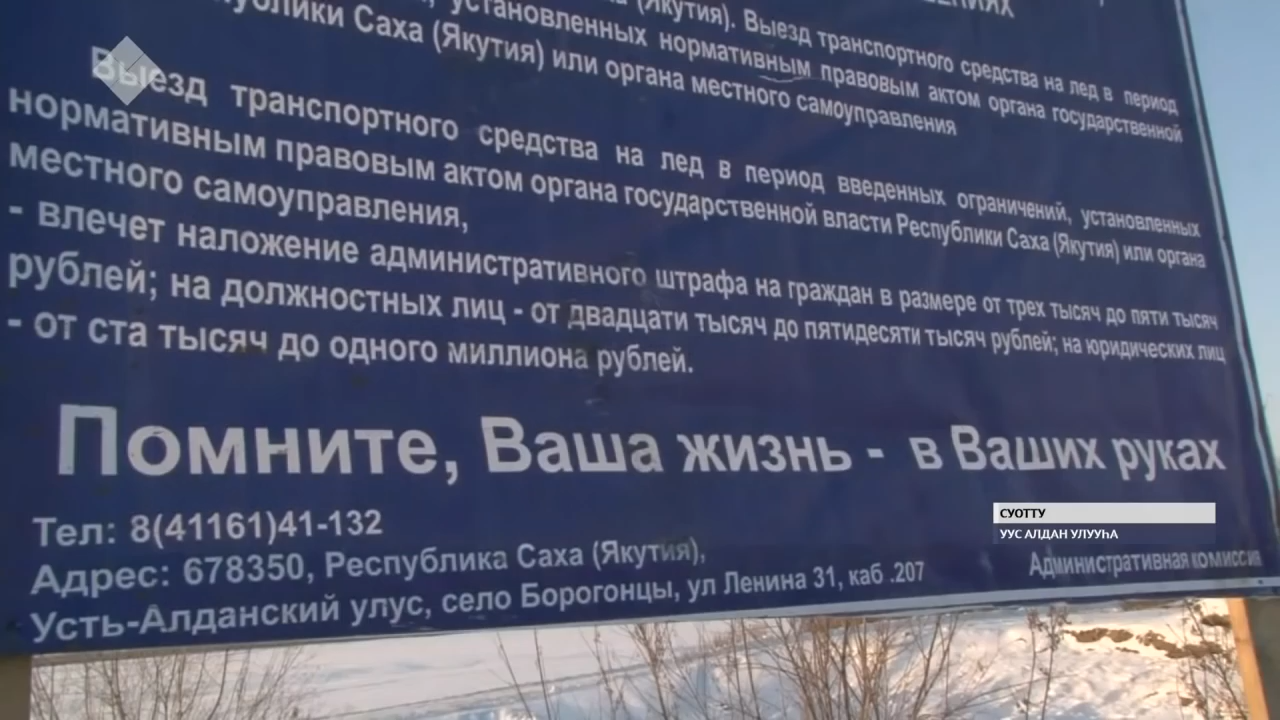 установленных нормативным правовым актом органа государственной
(Якутия). Выезд транспортного средства на лед в период
Саха (Якутия) или органа местного самоуправления
Выезд транспортного средства на лед в период введенных ограничений, установленных
нормативным правовым актом органа государственной власти Республики Саха (Якутия) или органа
местного самоуправления,
- влечет наложение административного штрафа на граждан в размере от трех тысяч до пяти тысяч
рублей; на должностных лиц - от двадцати тысяч до пятидесяти тысяч рублей; на юридических лиц
- от ста тысяч до одного миллиона рублей.
Помните, Ваша жизнь - в Ваших руках
Тел: 8(41161)41-132
Адрес: 678350, Республика Саха (Якутия),
Усть-Алданский улус, село Борогонцы, ул Ленина 31, каб .207
Административная комиссия
СУОТТУ
УУС АЛДАН УЛУУҺА